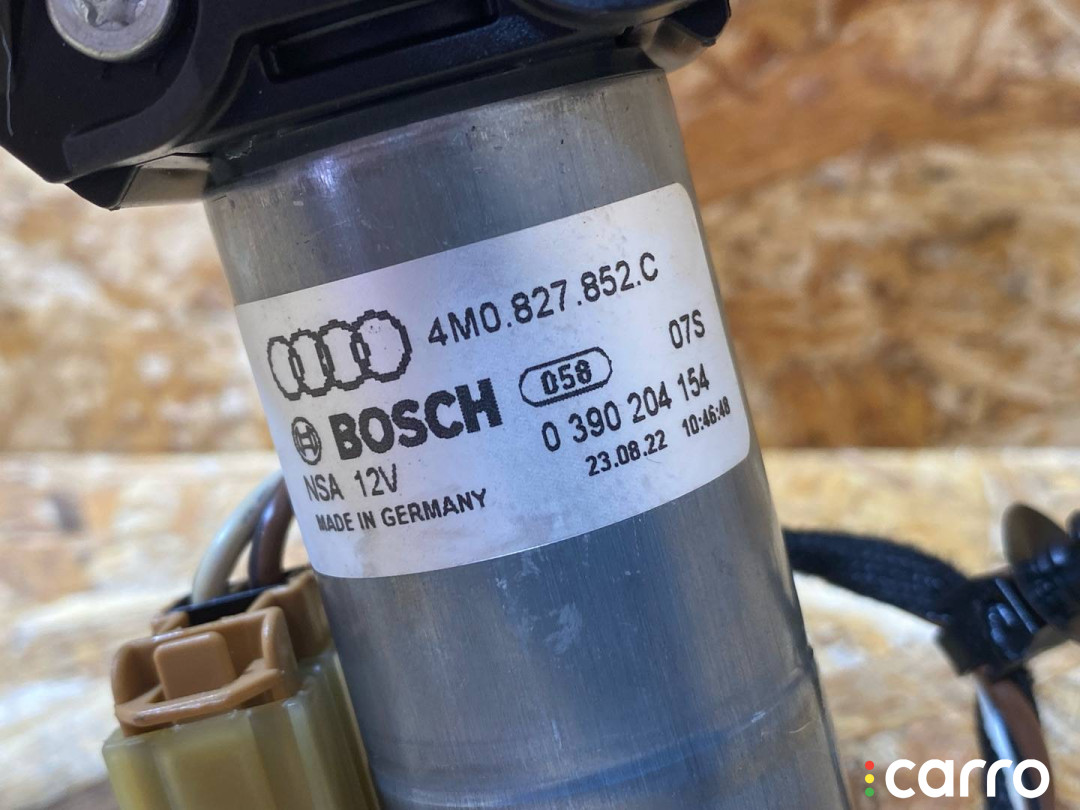 4M0.827.852.C
07S
BOSCH
058
0 390 204 154
NSA 12V
23.08.22 10:46:48
MADE IN GERMANY
carro